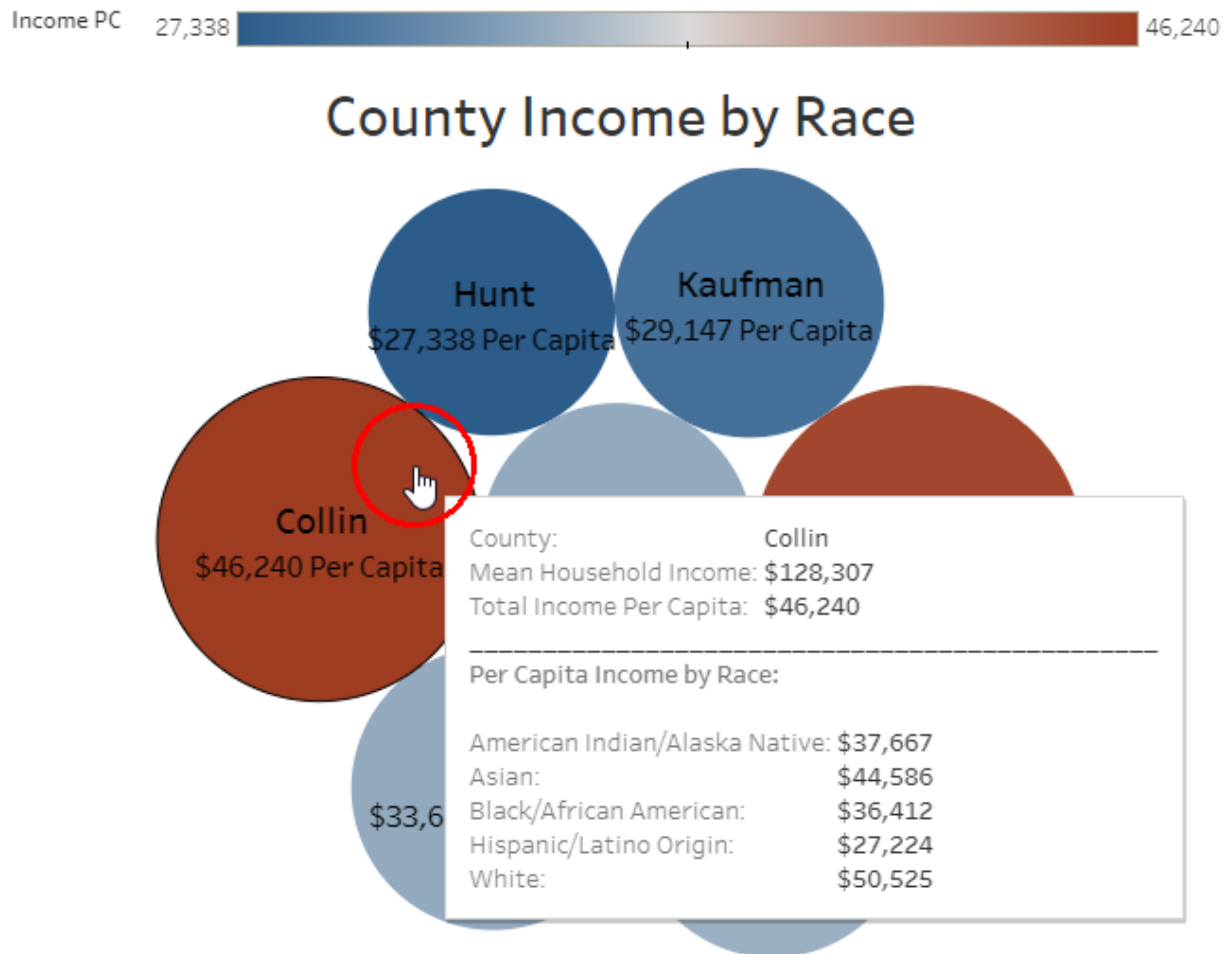 Income PC 27,338 46,240
County Income by Race
Hunt
$27,338 Per Capita
Kaufman
$29,147 Per Capita
Collin
$46,240 Per Capita
County: Collin
Mean Household Income: $128,307
Total Income Per Capita: $46,240
Per Capita Income by Race:
American Indian/Alaska Native: $37,667
Asian: $44,586
Black/African American: $36,412
Hispanic/Latino Origin: $27,224
White: $50,525
$33,6